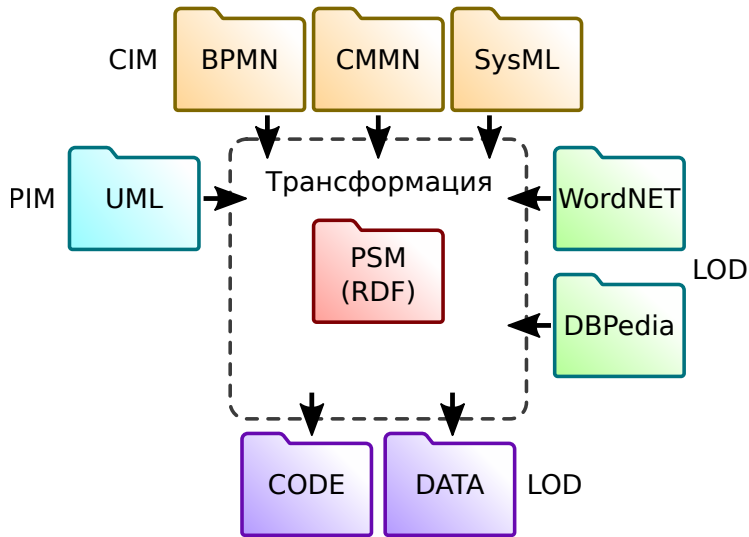 CIM
BPMN
CMMN
SysML
Трансформация
PIM
UML
WordNET
PSM
(RDF)
LOD
DBPedia
CODE
DATA
LOD